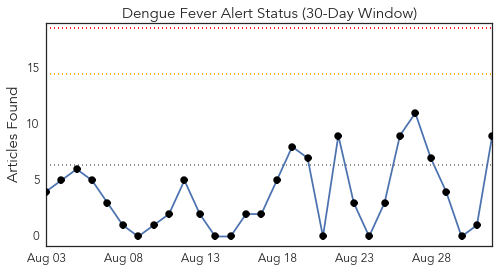 Dengue Fever Alert Status (30-Day Window)
Articles Found
15
10
5
0
Aug 03 Aug 08 Aug 13 Aug 18 Aug 23 Aug 28